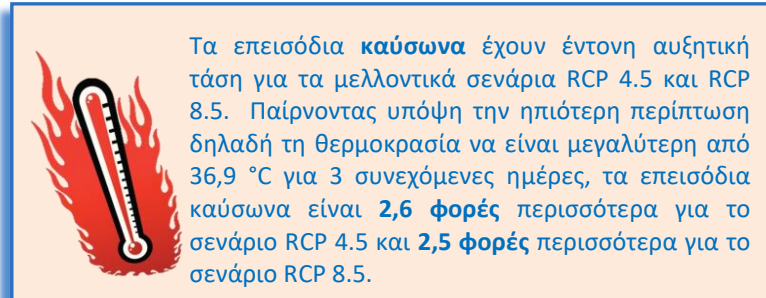 Τα επεισόδια καύσωνα έχουν έντονη αυξητική
τάση για τα μελλοντικά σενάρια RCP 4.5 και RCP
8.5. Παίρνοντας υπόψη την ηπιότερη περίπτωση
δηλαδή τη θερμοκρασία να είναι μεγαλύτερη από
36,9 °C για 3 συνεχόμενες ημέρες, τα επεισόδια
καύσωνα είναι 2,6 φορές περισσότερα για το
σενάριο RCP 4.5 και 2,5 φορές περισσότερα για το
σενάριο RCP 8.5.